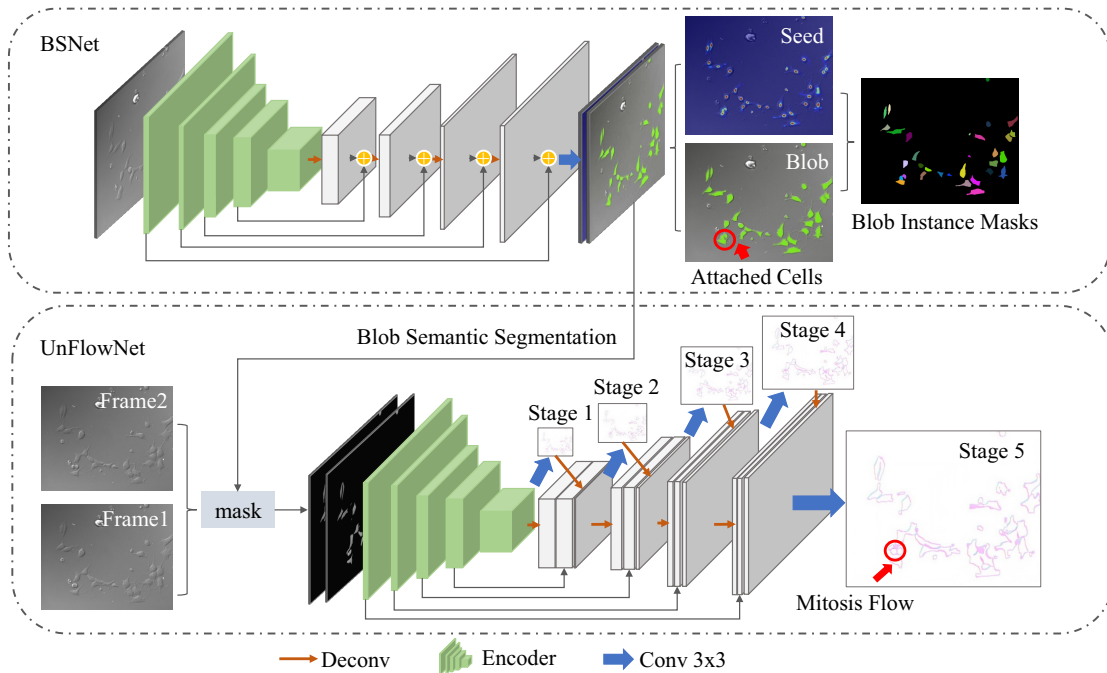 BSNet
Seed
Blob
Blob Instance Masks
Attached Cells
Blob Semantic Segmentation
UnFlowNet
Frame2
Frame1
mask
Stage 1
Stage 2
Stage 3
Stage 4
Stage 5
Mitosis Flow
Deconv
Encoder
Conv 3x3